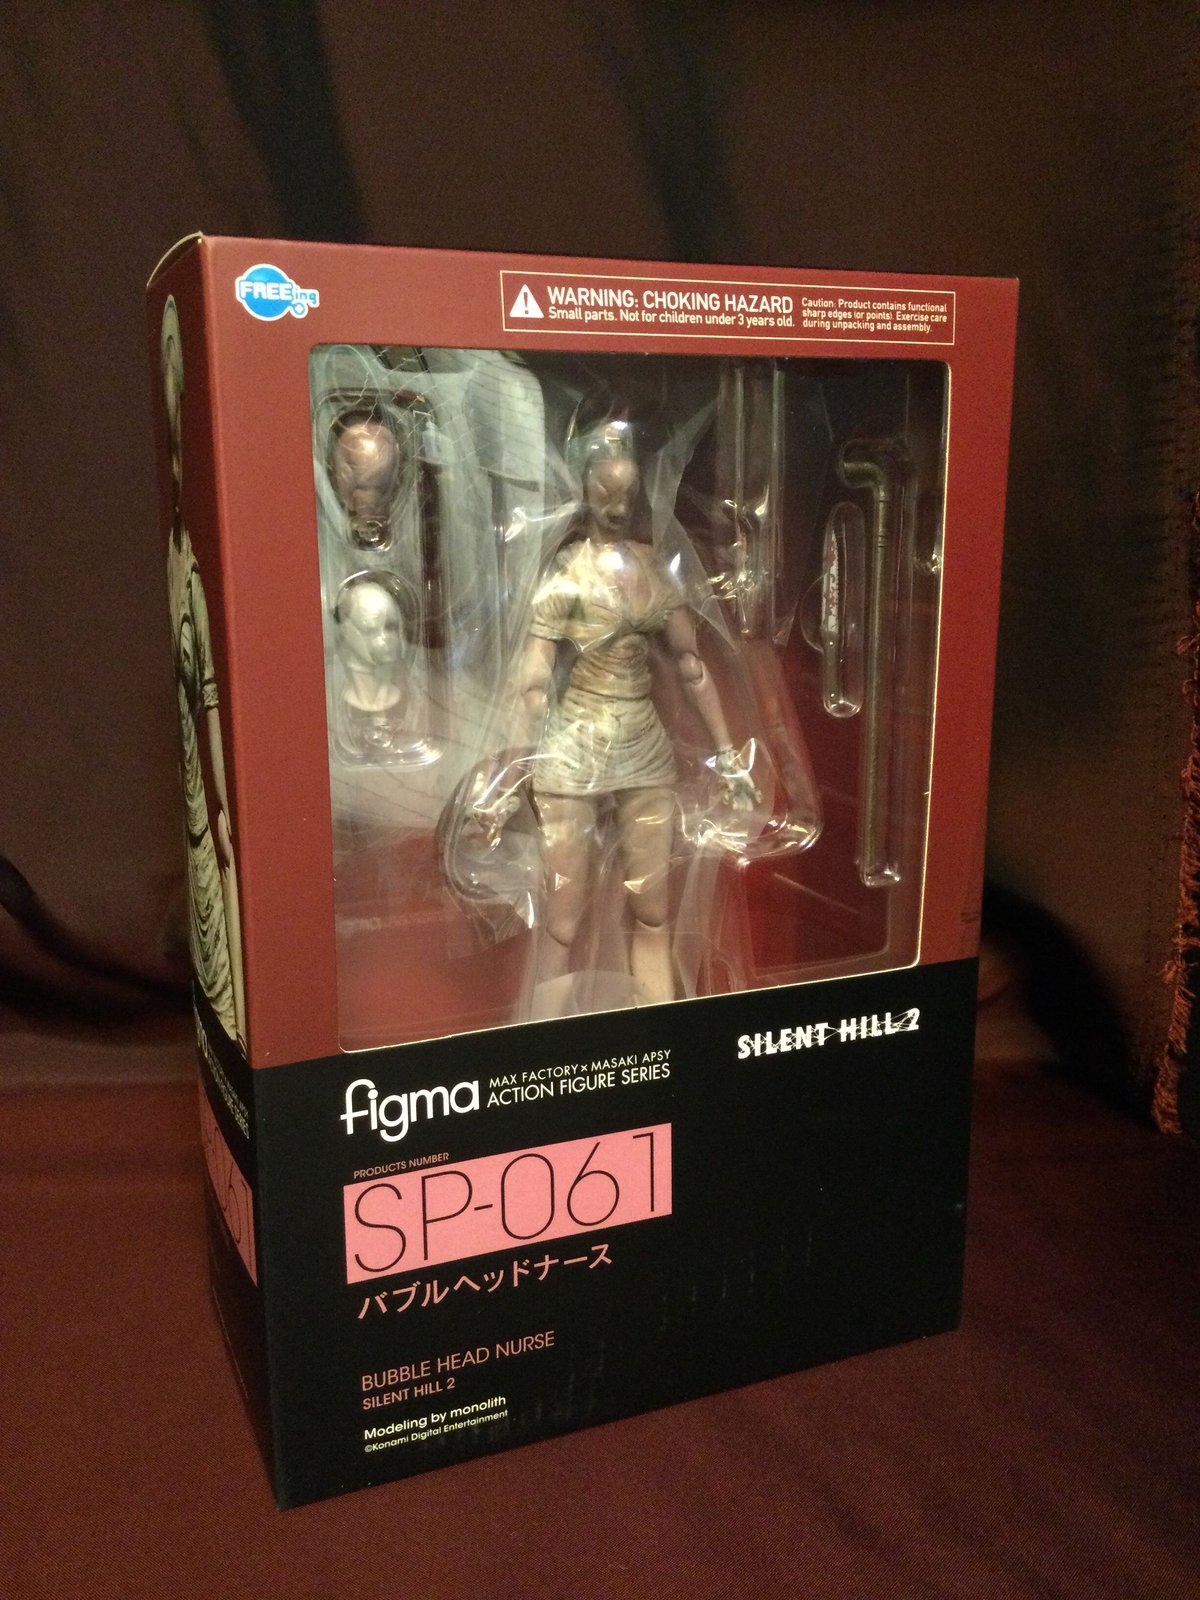 FREEing
WARNING: CHOKING HAZARD
Small parts. Not for children under 3 years old.
Caution: Product contains functional
sharp edges (or points). Exercise care
during unpacking and assembly.
SILENT HILL 2
figma
MAX FACTORY × MASAKI APSY
ACTION FIGURE SERIES
PRODUCTS NUMBER
SP-061
バブルヘッドナース
BUBBLE HEAD NURSE
SILENT HILL 2
Modeling by monolith
©Konami Digital Entertainment